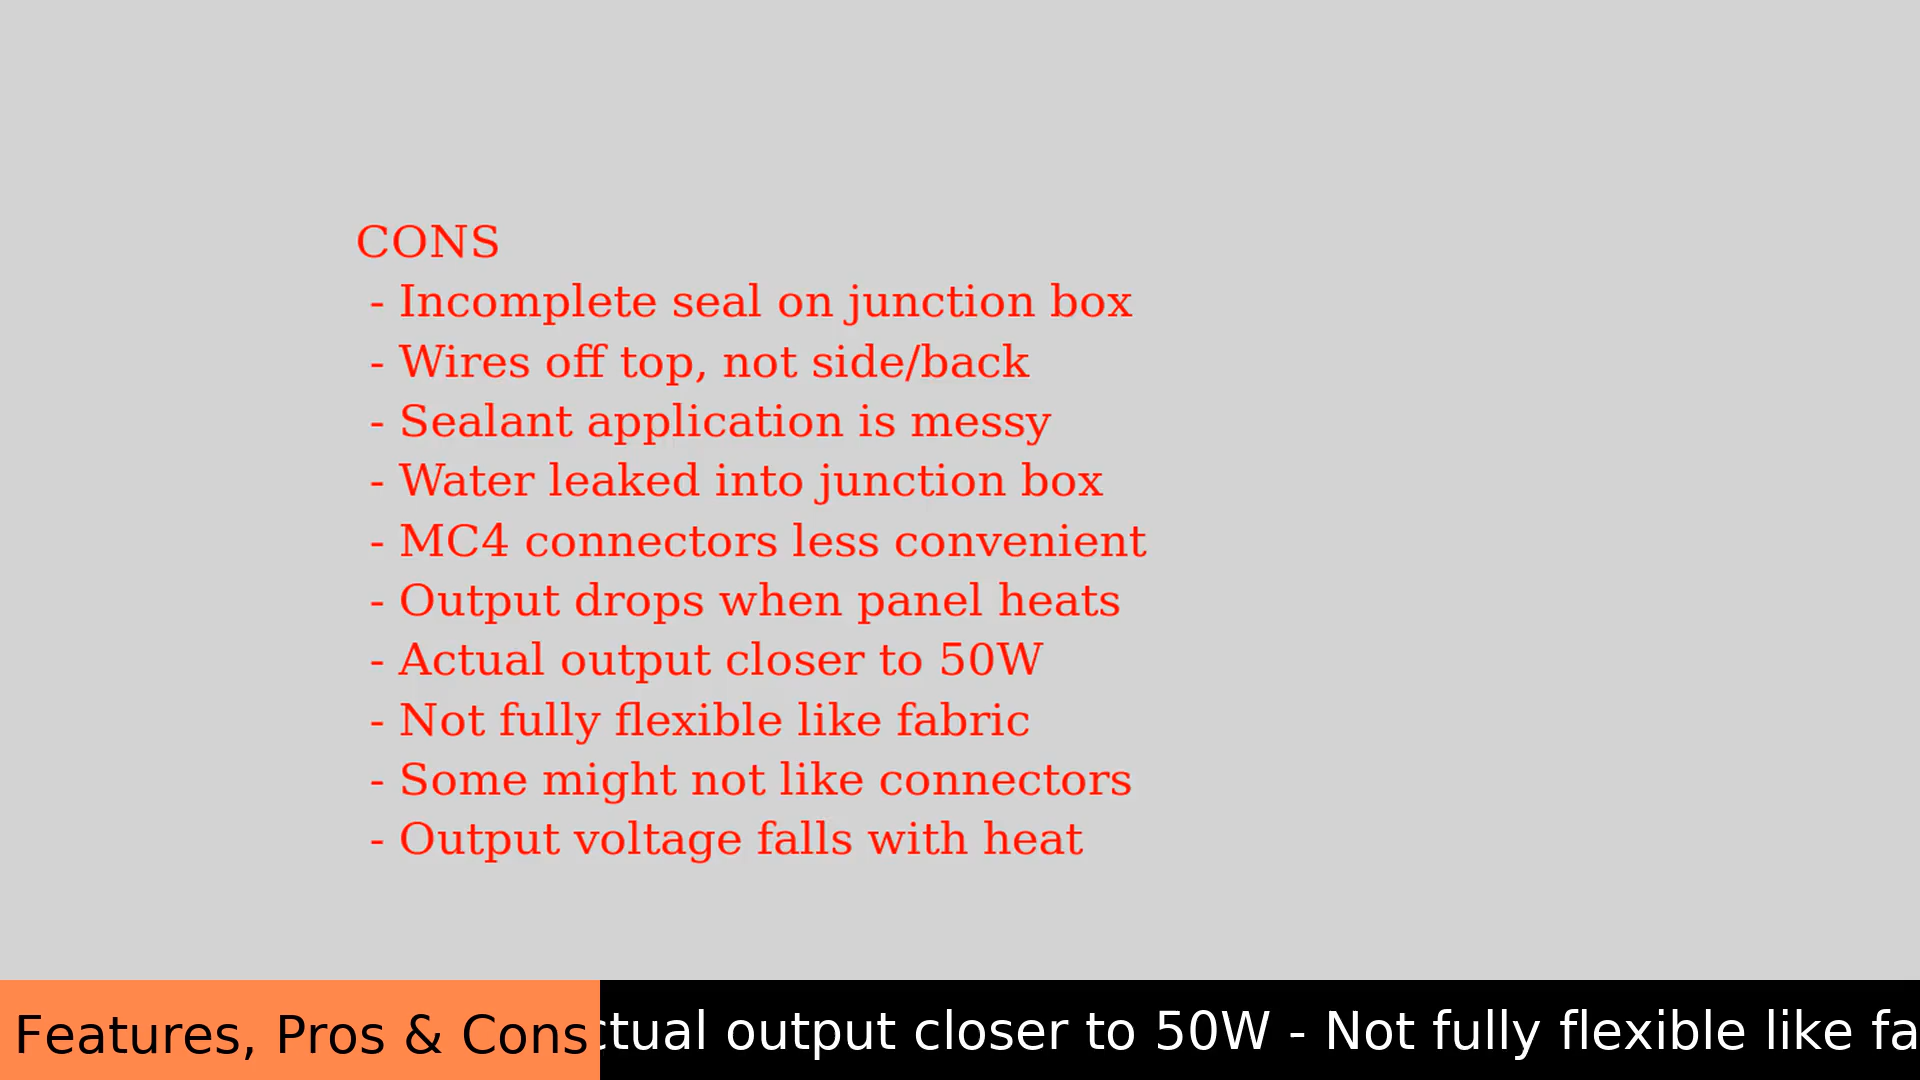 CONS
- Incomplete seal on junction box
- Wires off top, not side/back
- Sealant application is messy
- Water leaked into junction box
- MC4 connectors less convenient
- Output drops when panel heats
- Actual output closer to 50W
- Not fully flexible like fabric
- Some might not like connectors
- Output voltage falls with heat
Features, Pros & Cons
ctual output closer to 50W - Not fully flexible like fa